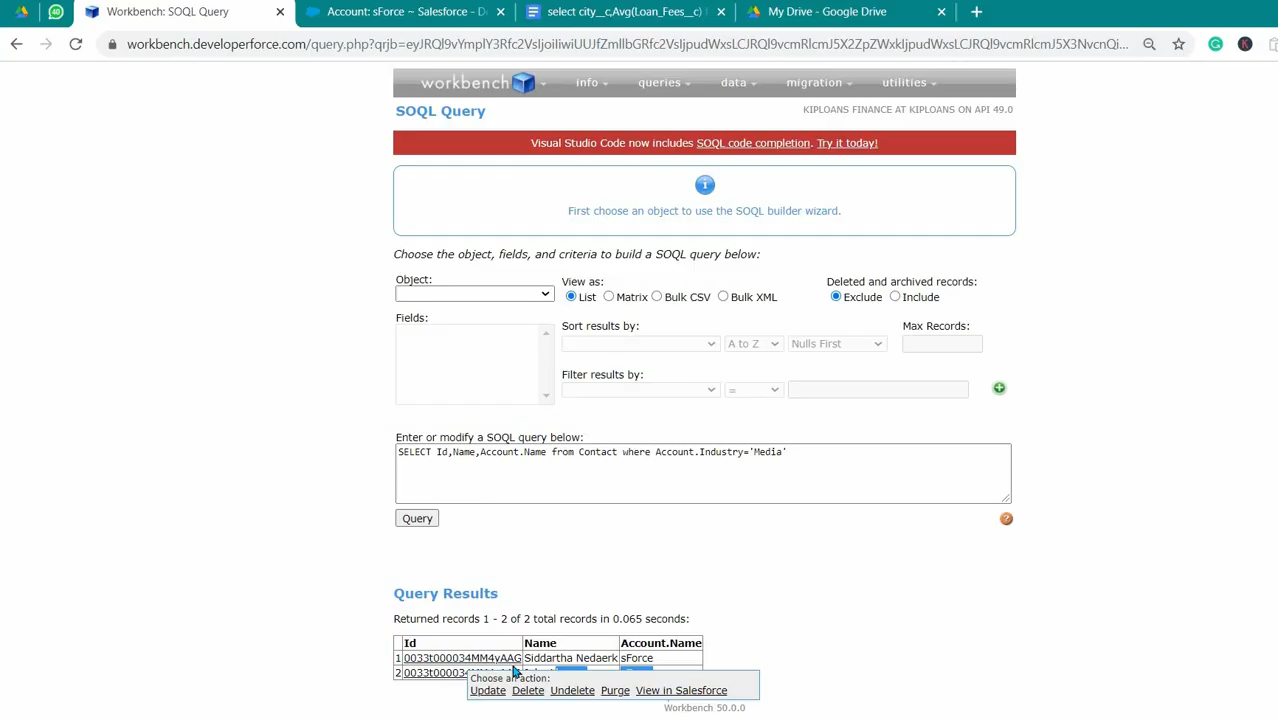 40
Workbench: SOQL Query
Account: sForce ~ Salesforce - De
select city__c,Avg(Loan_Fees__c)
My Drive - Google Drive
workbench.developerforce.com/query.php?qrjb=eyJRQl9vYmplY3Rfc2VsIjoiIiwiUUJfZmllbGRfc2VsIjpudWxsLCJRQl9vcmRlcmJ5X2ZpZWxkIjpudWxsLCJRQl9vcmRlcmJ5X3NvcnQi...
workbench info queries data migration utilities
SOQL Query
KIPLOANS FINANCE AT KIPLOANS ON API 49.0
Visual Studio Code now includes SOQL code completion. Try it today!
First choose an object to use the SOQL builder wizard.
Choose the object, fields, and criteria to build a SOQL query below:
Object:
View as:
Deleted and archived records:
List Matrix Bulk CSV Bulk XML
Exclude Include
Fields:
Sort results by:
Max Records:
A to Z
Nulls First
Filter results by:
=
Enter or modify a SOQL query below:
SELECT Id,Name,Account.Name from Contact where Account.Industry='Media'
Query
Query Results
Returned records 1 - 2 of 2 total records in 0.065 seconds:
Id Name Account.Name
1 0033t000034MM4yAAG Siddartha Nedaerk sForce
2 0033t000034
Choose an action:
Update Delete Undelete Purge View in Salesforce
Workbench 50.0.0